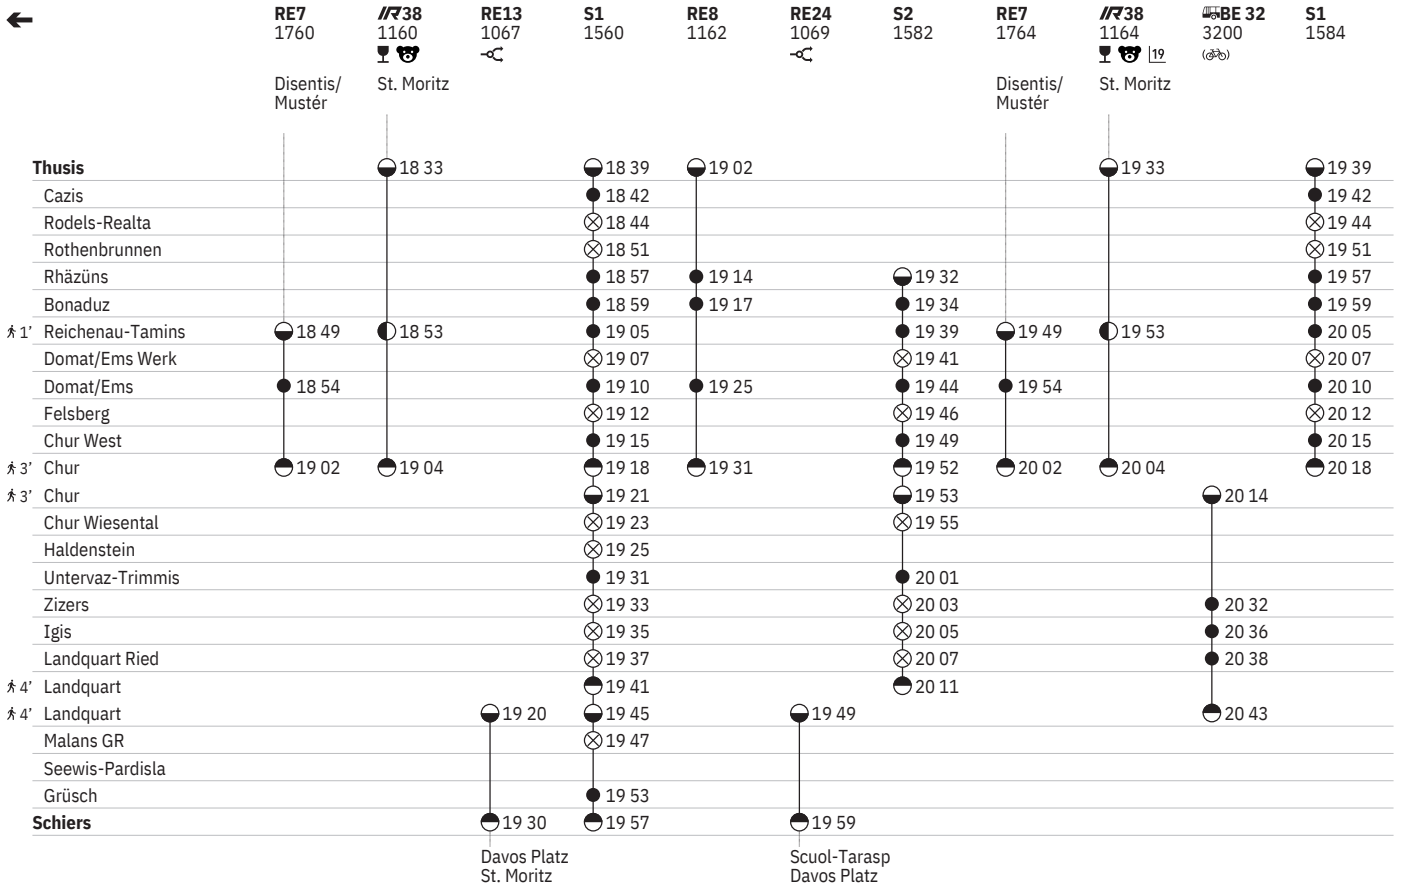 RE7 IR38 RE13 S1 RE8 RE24 S2 RE7 IR38 BE 32 S1
1760 1160 1067 1560 1162 1069 1582 1764 1164 3200 1584
19
Disentis/ St. Moritz Disentis/ St. Moritz
Mustér Mustér
Thusis 18 33 18 39 19 02 19 33 19 39
Cazis 18 42 19 42
Rodels-Realta 18 44 19 44
Rothenbrunnen 18 51 19 51
Rhäzüns 18 57 19 14 19 32 19 57
Bonaduz 18 59 19 17 19 34 19 59
1' Reichenau-Tamins 18 49 18 53 19 05 19 39 19 49 19 53 20 05
Domat/Ems Werk 19 07 19 41 20 07
Domat/Ems 18 54 19 10 19 25 19 44 19 54 20 10
Felsberg 19 12 19 46 20 12
Chur West 19 15 19 49 20 15
3' Chur 19 02 19 04 19 18 19 31 19 52 20 02 20 04 20 18
3' Chur 19 21 19 53 20 14
Chur Wiesental 19 23 19 55
Haldenstein 19 25
Untervaz-Trimmis 19 31 20 01
Zizers 19 33 20 03 20 32
Igis 19 35 20 05 20 36
Landquart Ried 19 37 20 07 20 38
4' Landquart 19 41 20 11
4' Landquart 19 20 19 45 19 49 20 43
Malans GR 19 47
Seewis-Pardisla
Grüsch 19 53
Schiers 19 30 19 57 19 59
Davos Platz Scuol-Tarasp
St. Moritz Davos Platz